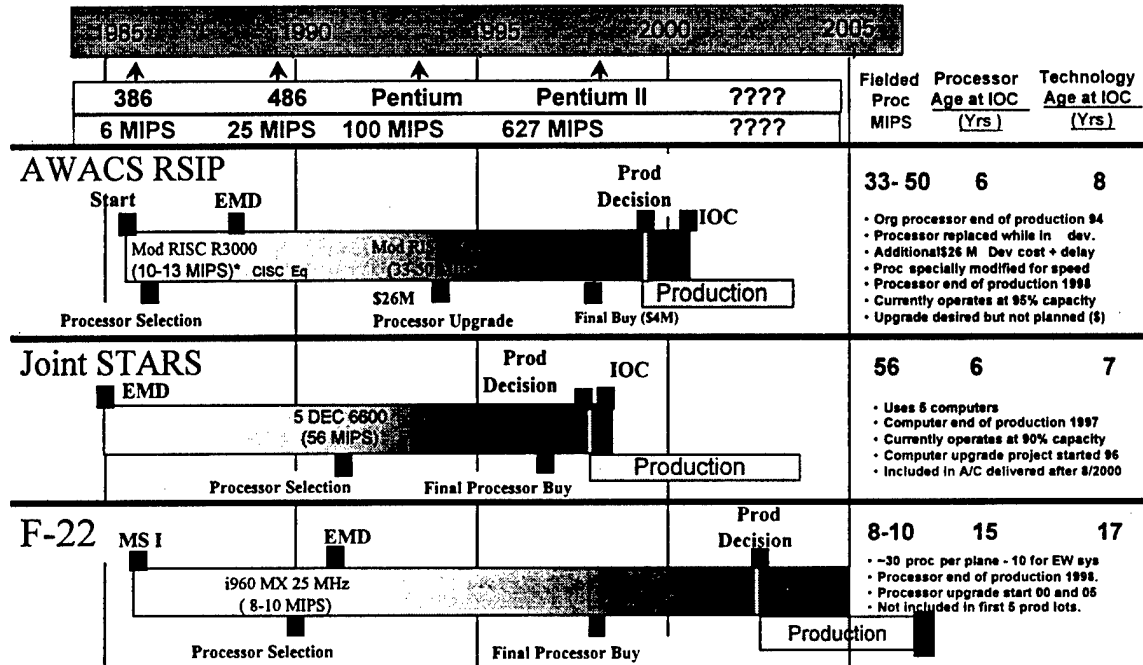 1985 1990 1995 2000 2005
386 486 Pentium Pentium II ????
6 MIPS 25 MIPS 100 MIPS 627 MIPS ????
Fielded Proc MIPS
Processor Age at IOC (Yrs)
Technology Age at IOC (Yrs)
AWACS RSIP
Start EMD Prod Decision IOC
Mod RISC R3000 Mod RIS
(10-13 MIPS)* CISC Eq (33-50
$26M
Production
Processor Selection Processor Upgrade Final Buy ($4M)
33- 50 6 8
• Org processor end of production 94
• Processor replaced while in dev.
• Additional$26 M Dev cost + delay
• Proc specially modified for speed
• Processor end of production 1998
• Currently operates at 95% capacity
• Upgrade desired but not planned ($)
Joint STARS
EMD Prod Decision IOC
5 DEC 6600
(56 MIPS)
Production
Processor Selection Final Processor Buy
56 6 7
• Uses 5 computers
• Computer end of production 1997
• Currently operates at 90% capacity
• Computer upgrade project started 96
• Included in A/C delivered after 8/2000
F-22
MS I EMD Prod Decision
i960 MX 25 MHz
( 8-10 MIPS)
Production
Processor Selection Final Processor Buy
8-10 15 17
• ~30 proc per plane - 10 for EW sys
• Processor end of production 1998.
• Processor upgrade start 00 and 05
• Not included in first 5 prod lots.